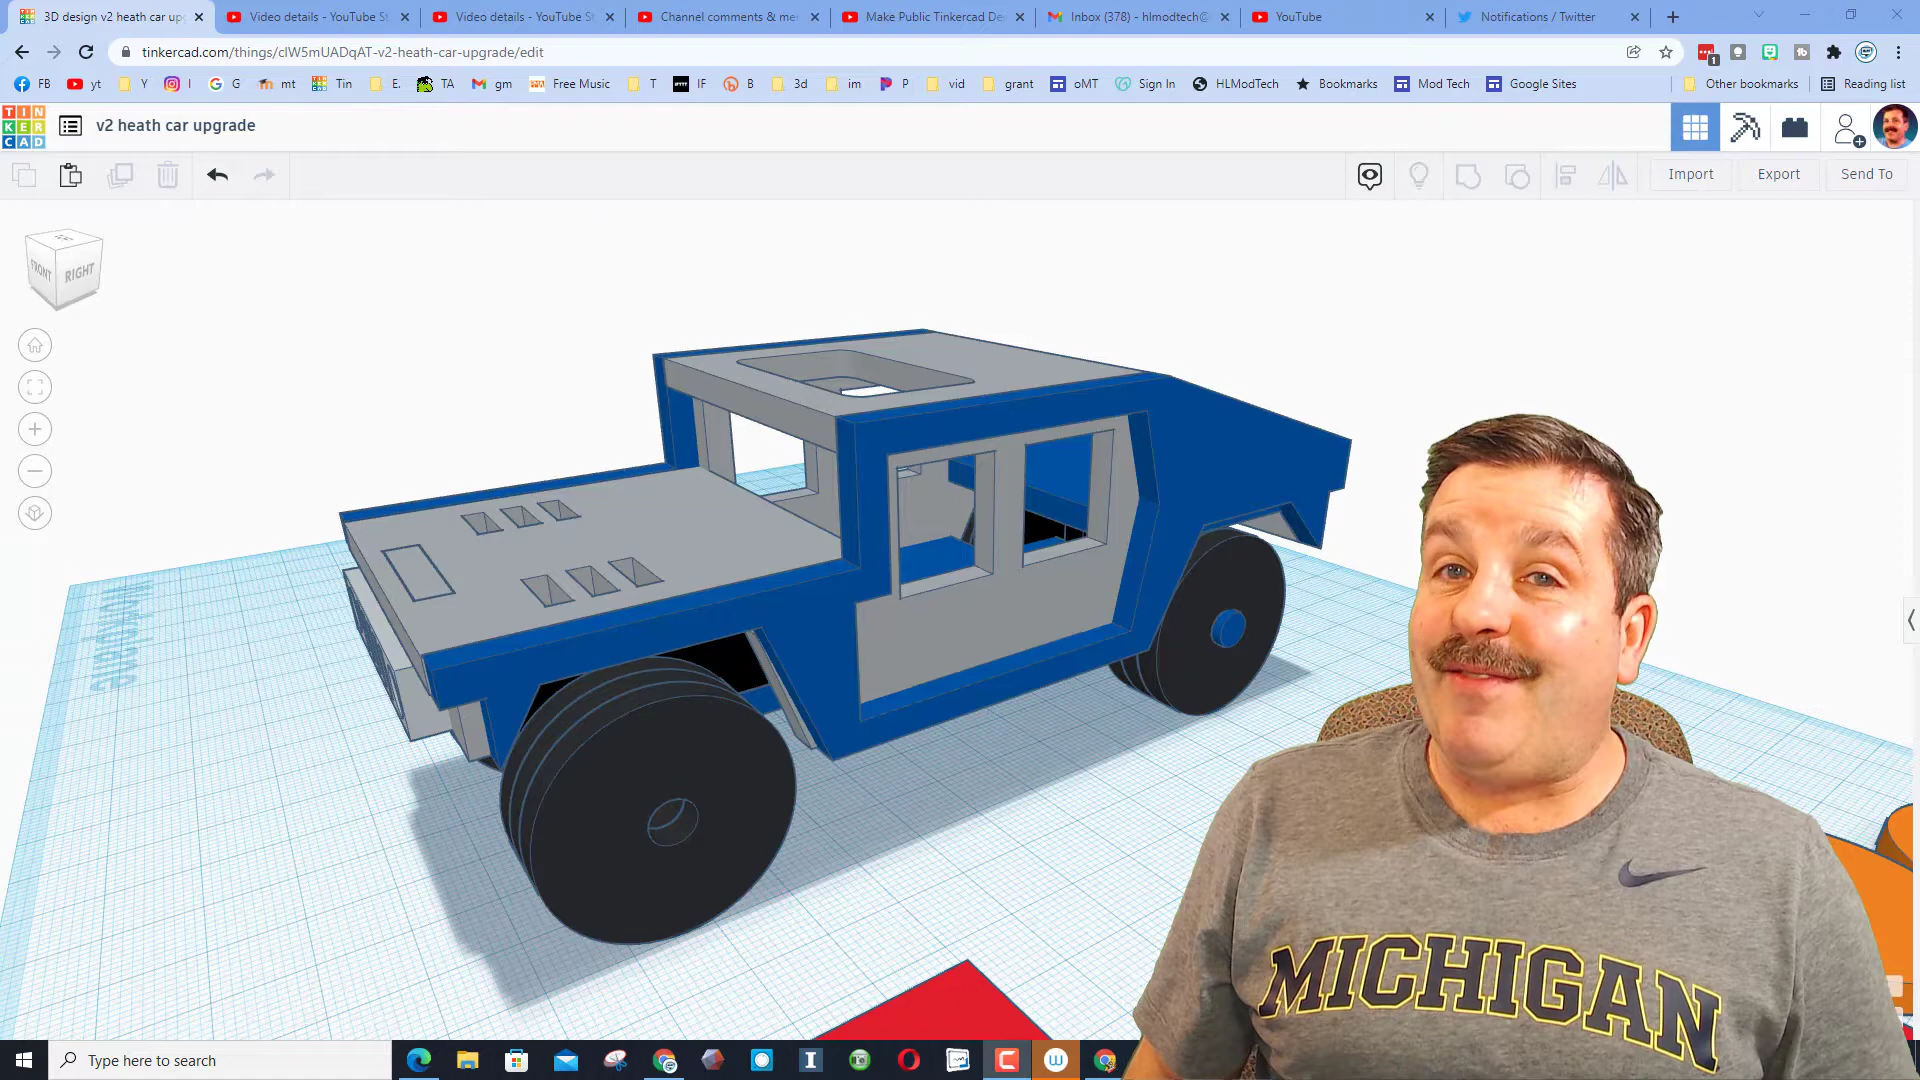 3D design v2 heath car up
Video details - YouTube St
Video details - YouTube St
Channel comments & me
Make Public Tinkercad De
Inbox (378) - hlmodtech@
YouTube
Notifications / Twitter
tinkercad.com/things/clW5mUADqAT-v2-heath-car-upgrade/edit
1
FB
yt
Y
I
G
mt
Tin
E.
TA
gm
Free Music
T
IF
B
3d
im
P
vid
grant
oMT
Sign In
HLModTech
Bookmarks
Mod Tech
Google Sites
Other bookmarks
Reading list
TIN
KER
CAD
v2 heath car upgrade
Import
Export
Send To
TOP
FRONT
RIGHT
Workplane
MICHIGAN
Type here to search